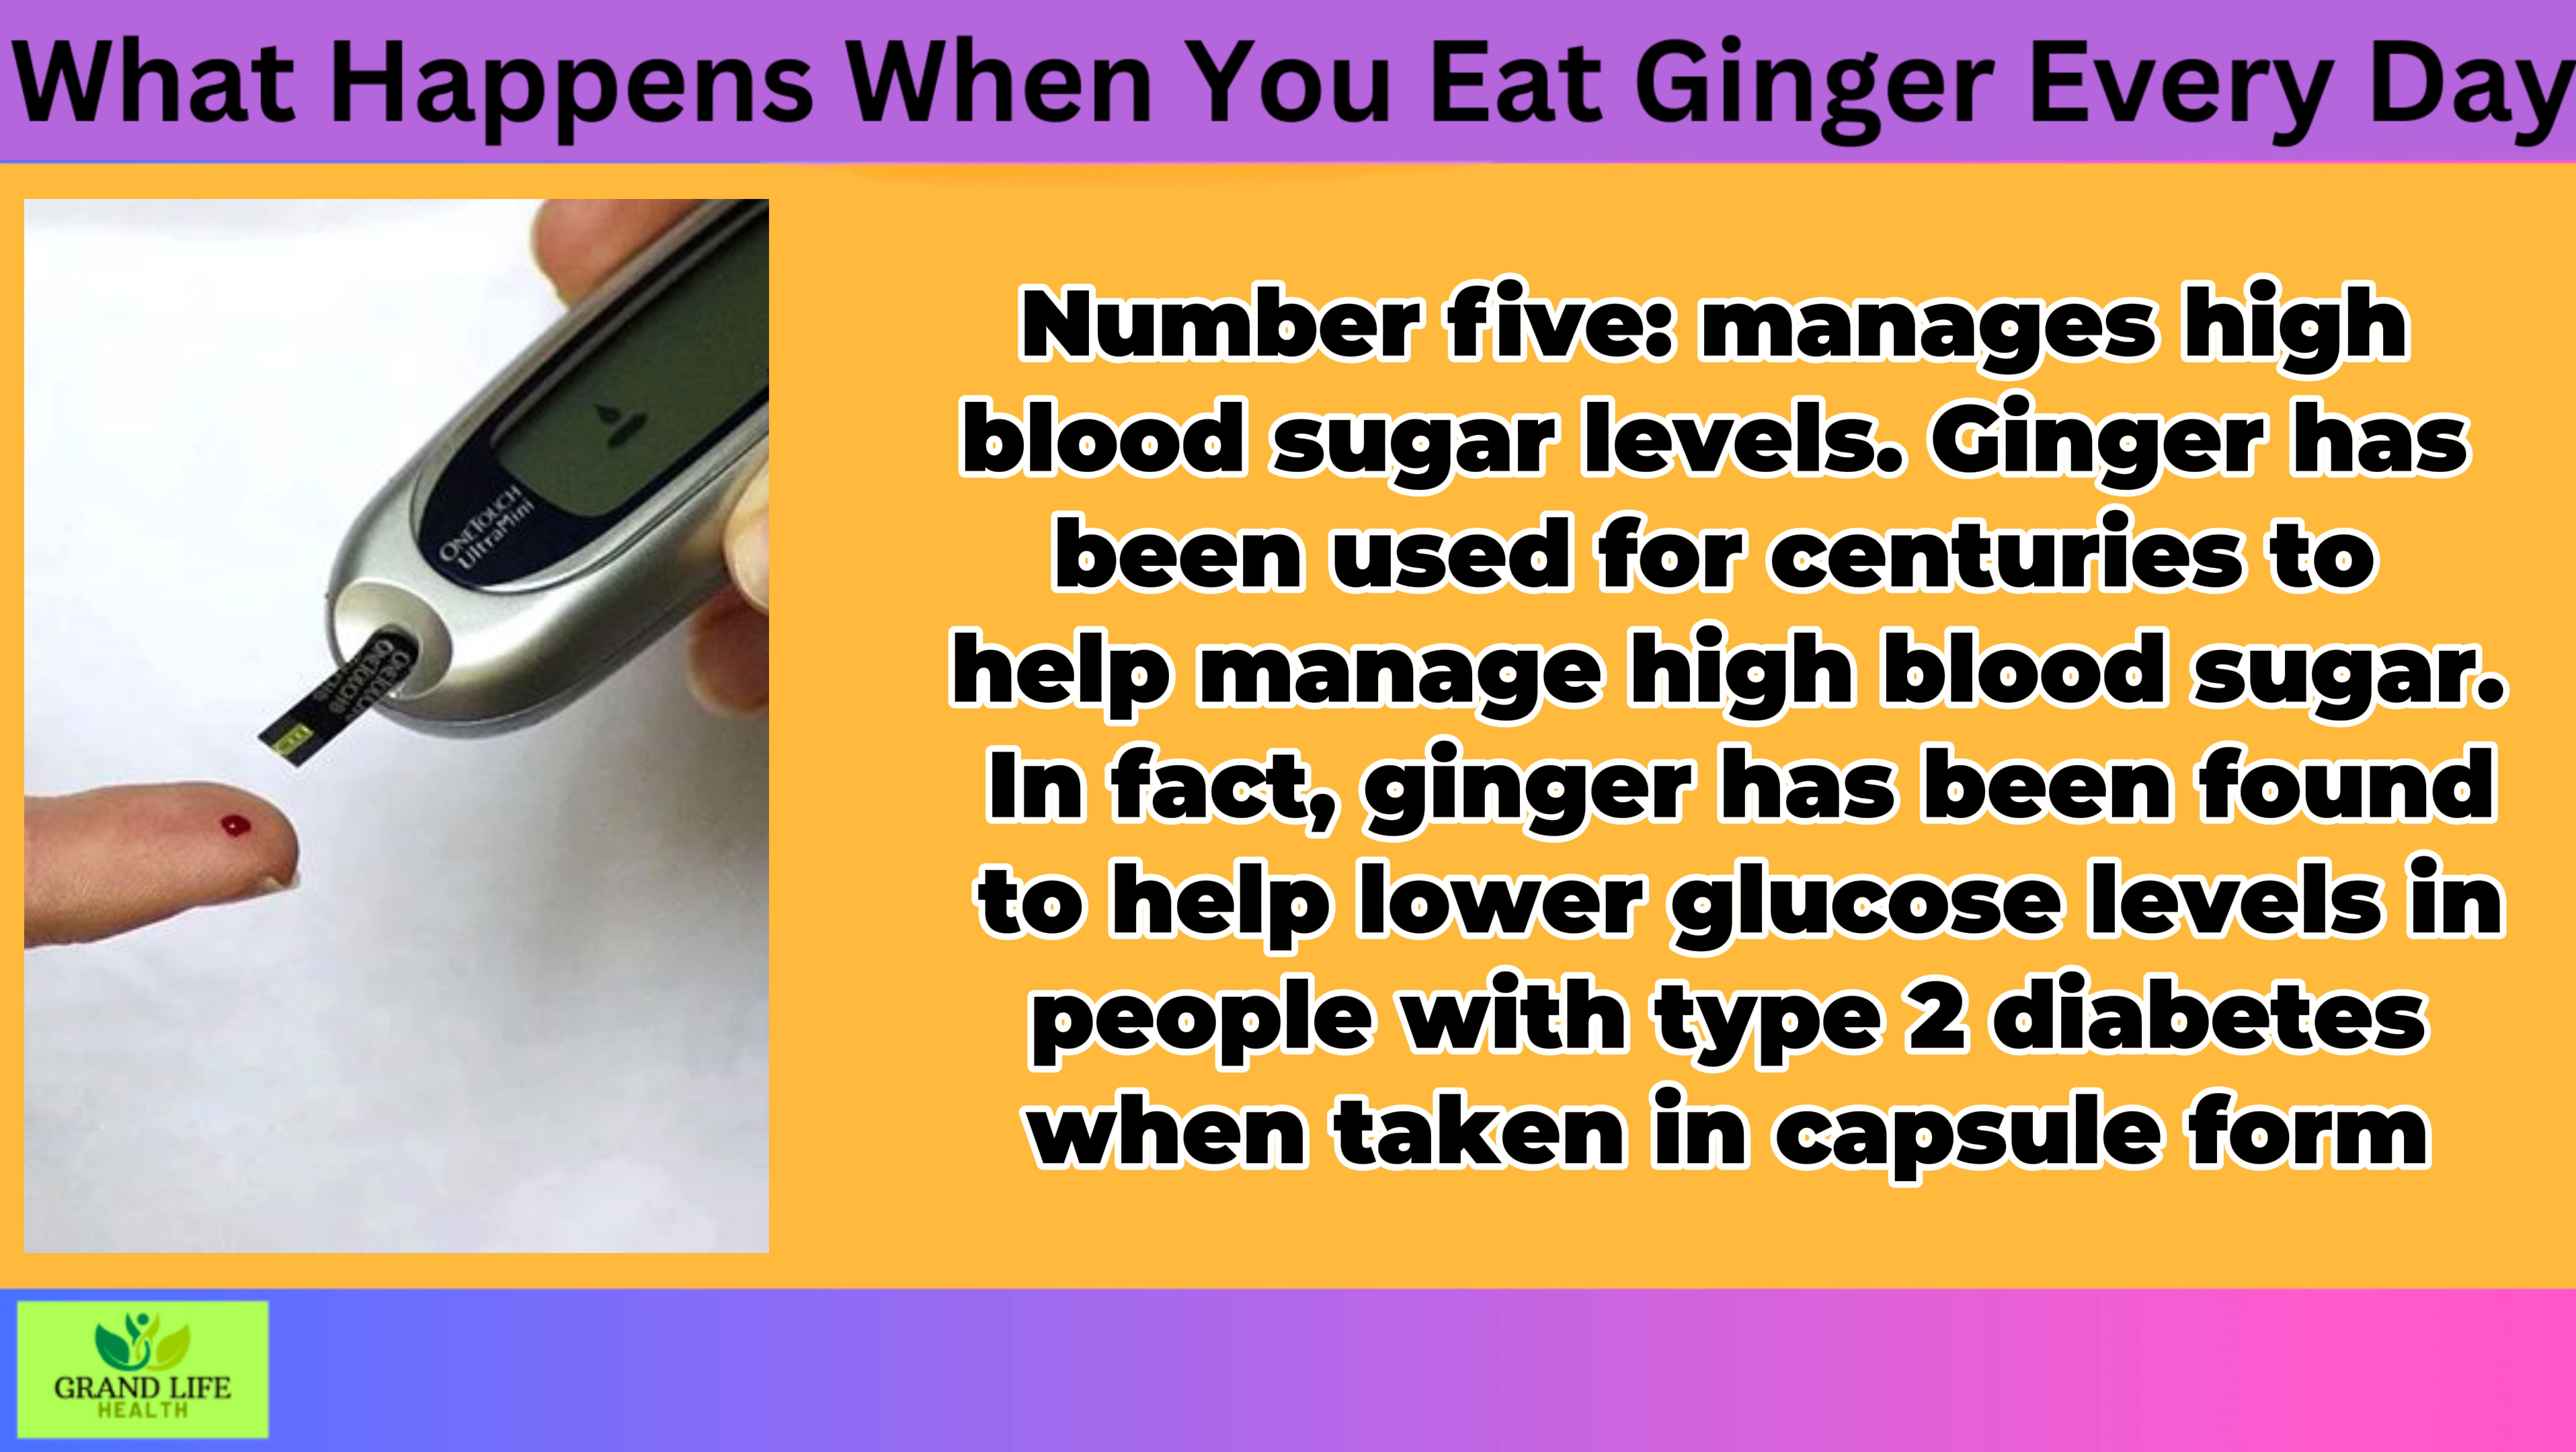 What Happens When You Eat Ginger Every Day
Number five: manages high
blood sugar levels. Ginger has
been used for centuries to
help manage high blood sugar.
In fact, ginger has been found
to help lower glucose levels in
people with type 2 diabetes
when taken in capsule form
ONETOUCH
UltraMini
GRAND LIFE
HEALTH